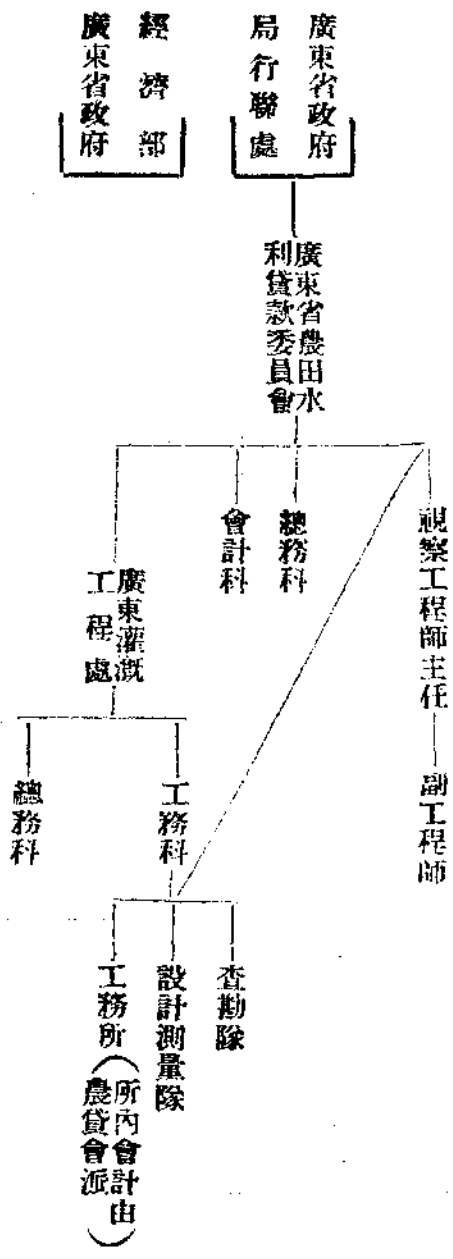 廣東省政府
局行聯處
經濟部
廣東省政府
廣東省農田水
利貸款委員會
視察工程師主任
副工程師
總務科
會計科
廣東灌溉
工程處
工務科
總務科
查勘隊
設計測量隊
工務所(所內會計由
農貸會派)